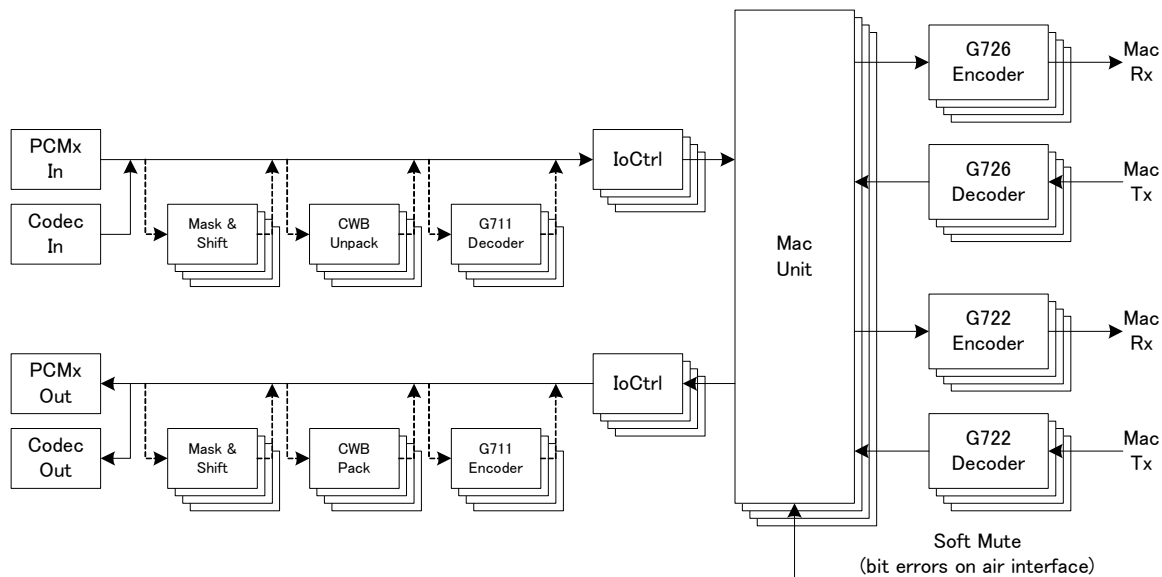 PCMx
In
Codec
In
Mask &
Shift
CWB
Unpack
G711
Decoder
IoCtrl
PCMx
Out
Codec
Out
Mask &
Shift
CWB
Pack
G711
Encoder
IoCtrl
Mac
Unit
G726
Encoder
Mac
Rx
G726
Decoder
Mac
Tx
G722
Encoder
Mac
Rx
G722
Decoder
Mac
Tx
Soft Mute
(bit errors on air interface)